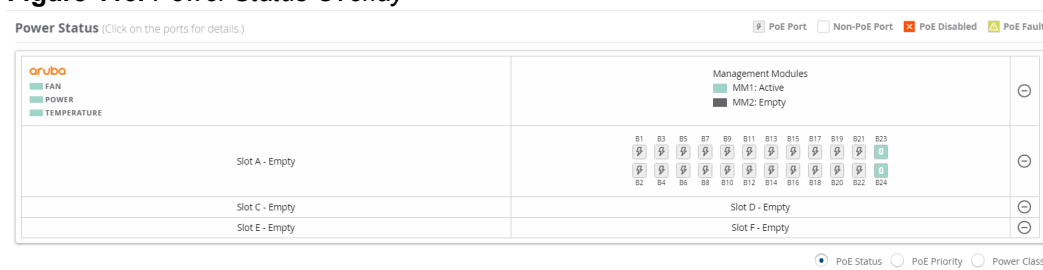 Power Status (Click on the ports for details.)
PoE Port Non-PoE Port PoE Disabled PoE Fault
aruba
FAN
POWER
TEMPERATURE
Management Modules
MM1: Active
MM2: Empty
Slot A - Empty
B1 B3 B5 B7 B9 B11 B13 B15 B17 B19 B21 B23
0
0
B2 B4 B6 B8 B10 B12 B14 B16 B18 B20 B22 B24
Slot C - Empty
Slot D - Empty
Slot E - Empty
Slot F - Empty
PoE Status PoE Priority Power Class